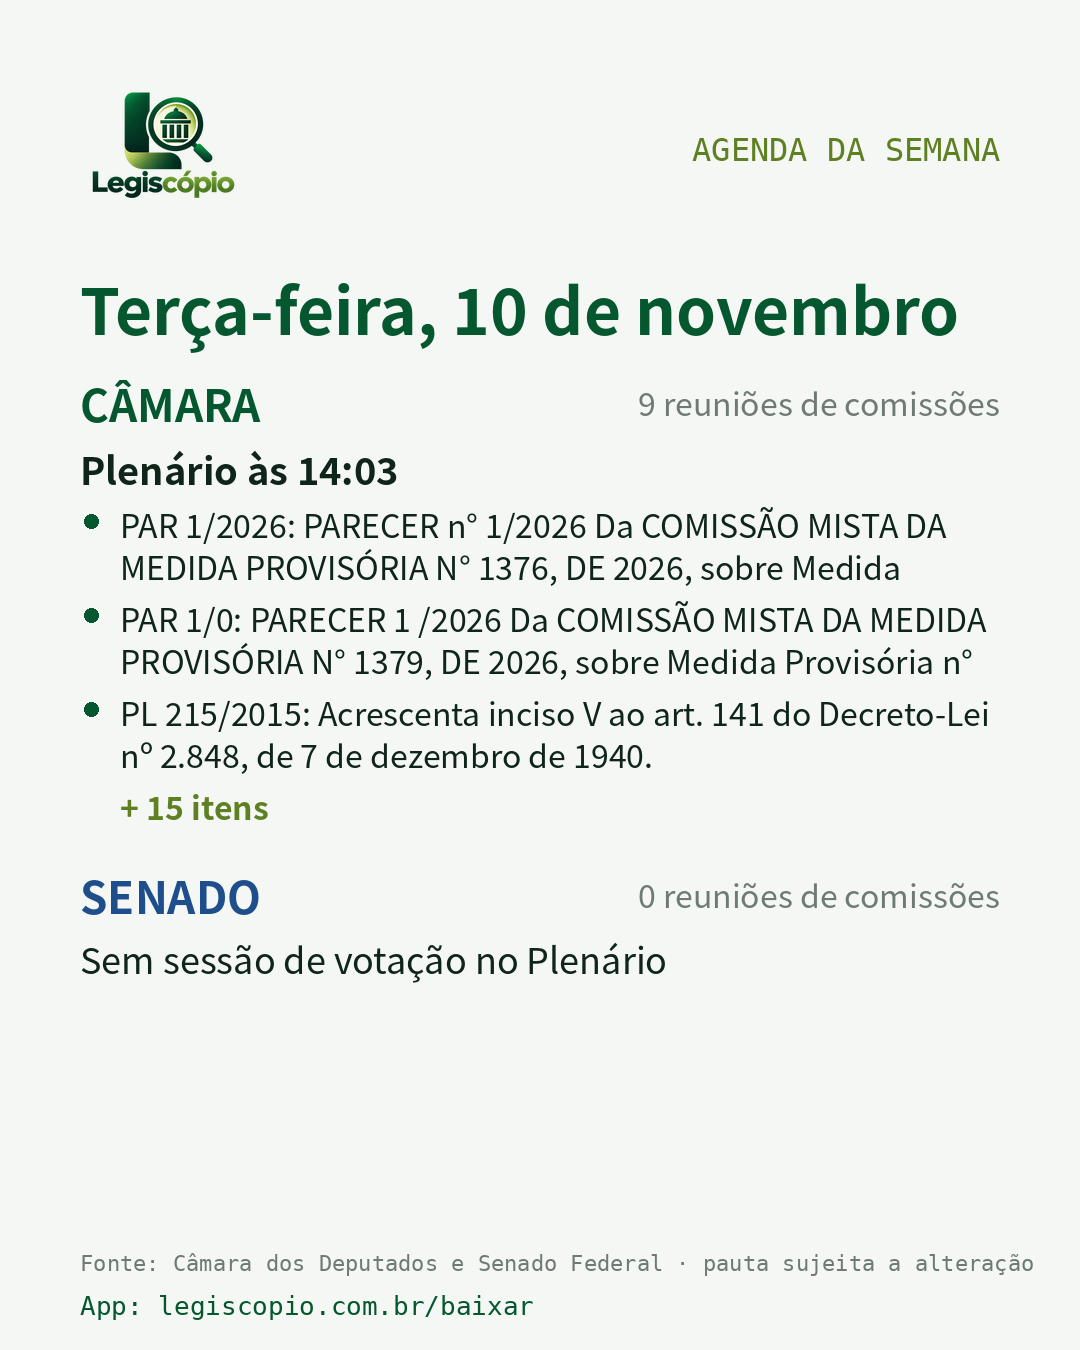 Legiscópio
AGENDA DA SEMANA
Terça-feira, 10 de novembro
CÂMARA
9 reuniões de comissões
Plenário às 14:03
PAR 1/2026: PARECER n° 1/2026 Da COMISSÃO MISTA DA
MEDIDA PROVISÓRIA N° 1376, DE 2026, sobre Medida
PAR 1/0: PARECER 1 /2026 Da COMISSÃO MISTA DA MEDIDA
PROVISÓRIA N° 1379, DE 2026, sobre Medida Provisória n°
PL 215/2015: Acrescenta inciso V ao art. 141 do Decreto-Lei
nº 2.848, de 7 de dezembro de 1940.
+ 15 itens
SENADO
0 reuniões de comissões
Sem sessão de votação no Plenário
Fonte: Câmara dos Deputados e Senado Federal · pauta sujeita a alteração
App: legiscopio.com.br/baixar